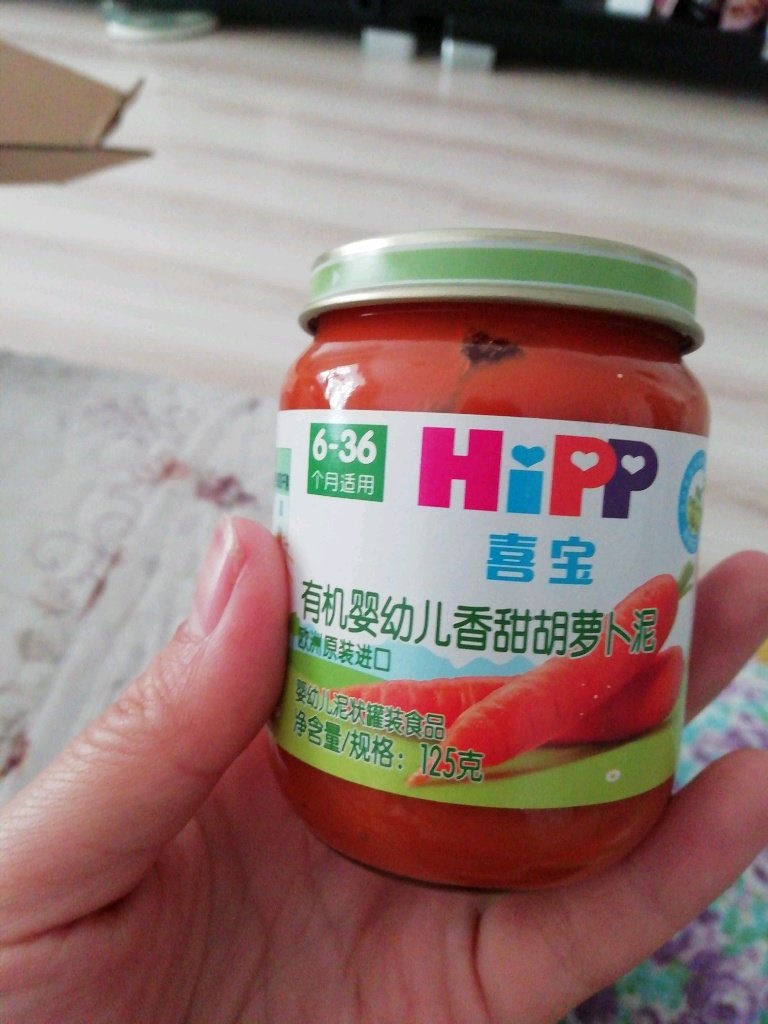 6-36
个月适用
HiPP
喜宝
有机婴幼儿香甜胡萝卜泥
欧洲原装进口
婴幼儿泥状罐装食品
净含量/规格：125克